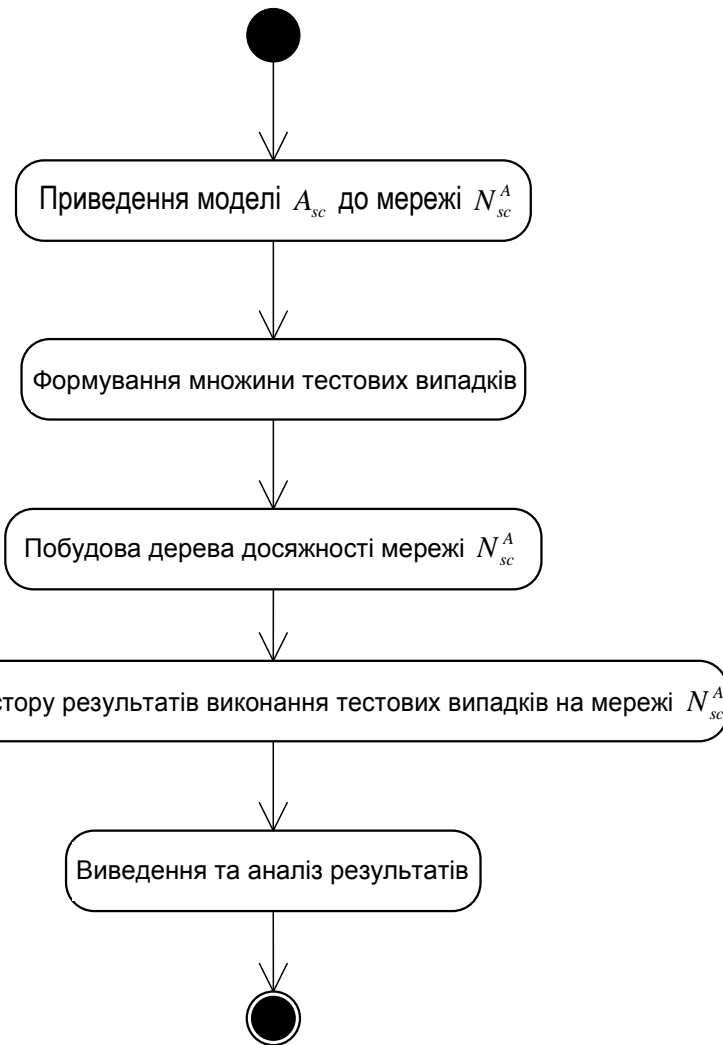 Приведення моделі A_sc до мережі N_sc^A
Формування множини тестових випадків
Побудова дерева досяжності мережі N_sc^A
результатів виконання тестових випадків на мережі N_sc^A
Виведення та аналіз результатів